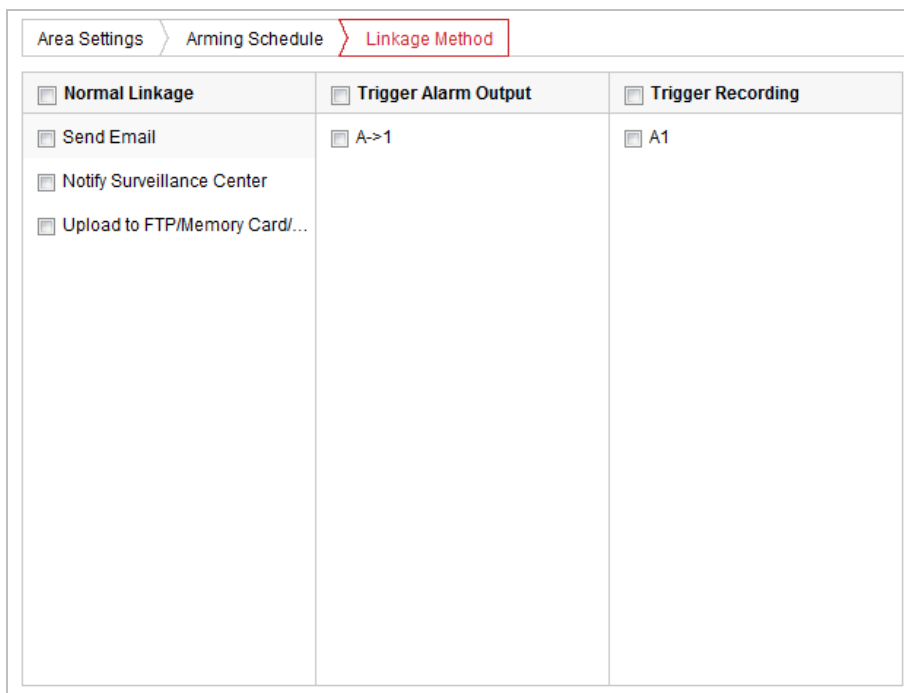 Area Settings Arming Schedule Linkage Method
Normal Linkage Trigger Alarm Output Trigger Recording
Send Email A->1 A1
Notify Surveillance Center
Upload to FTP/Memory Card/...